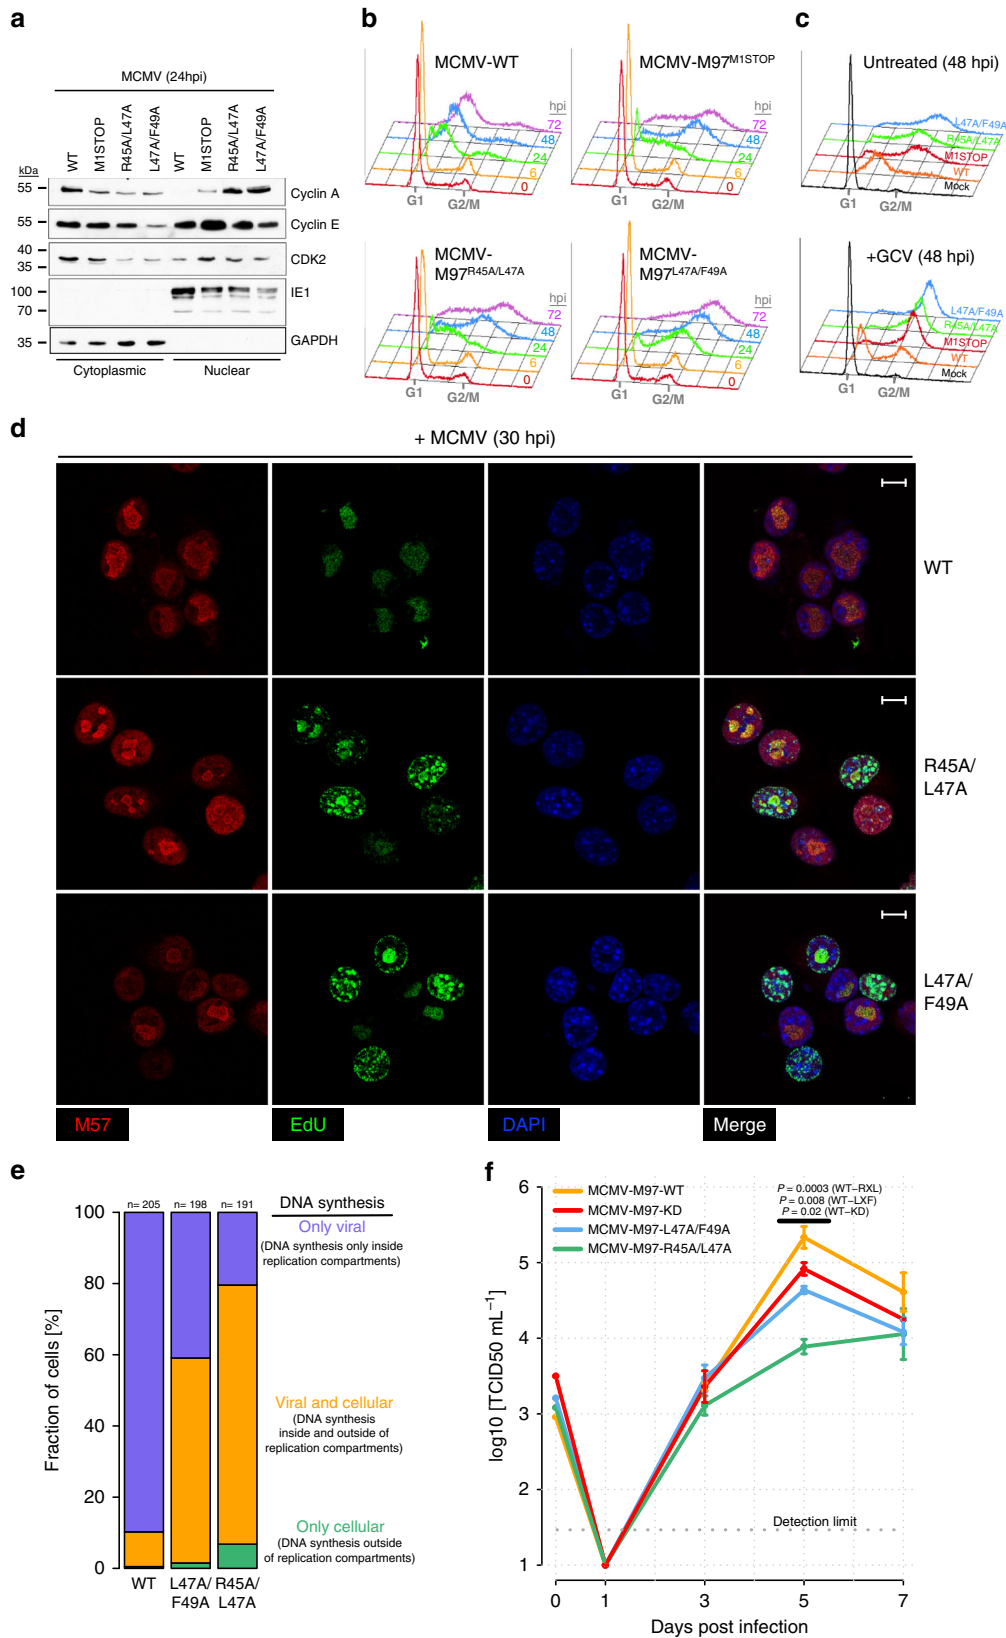 a
MCMV (24hpi)
WT M1STOP R45A/L47A L47A/F49A WT M1STOP R45A/L47A L47A/F49A
kDa
55 Cyclin A
55 Cyclin E
40 CDK2
35
100 IE1
70
35 GAPDH
Cytoplasmic Nuclear
b
MCMV-WT
hpi
72
48
24
6
0
G1 G2/M
MCMV-M97M1STOP
hpi
72
48
24
6
0
G1 G2/M
MCMV-
M97R45A/L47A
hpi
72
48
24
6
0
G1 G2/M
MCMV-
M97L47A/F49A
hpi
72
48
24
6
0
G1 G2/M
c
Untreated (48 hpi)
L47A/F49A
R45A/L47A
M1STOP
WT
Mock
G1 G2/M
+GCV (48 hpi)
L47A/F49A
R45A/L47A
M1STOP
WT
Mock
G1 G2/M
d
+ MCMV (30 hpi)
WT
R45A/
L47A
L47A/
F49A
M57 EdU DAPI Merge
e
n= 205 n= 198 n= 191
Fraction of cells [%]
100
80
60
40
20
0
WT L47A/ R45A/
F49A L47A
DNA synthesis
Only viral
(DNA synthesis only inside
replication compartments)
Viral and cellular
(DNA synthesis
inside and outside of
replication compartments)
Only cellular
(DNA synthesis outside
of replication compartments)
f
MCMV-M97-WT
MCMV-M97-KD
MCMV-M97-L47A/F49A
MCMV-M97-R45A/L47A
P = 0.0003 (WT–RXL)
P = 0.008 (WT–LXF)
P = 0.02 (WT–KD)
log10 [TCID50 mL−1]
6
5
4
3
2
1
Detection limit
0 1 3 5 7
Days post infection